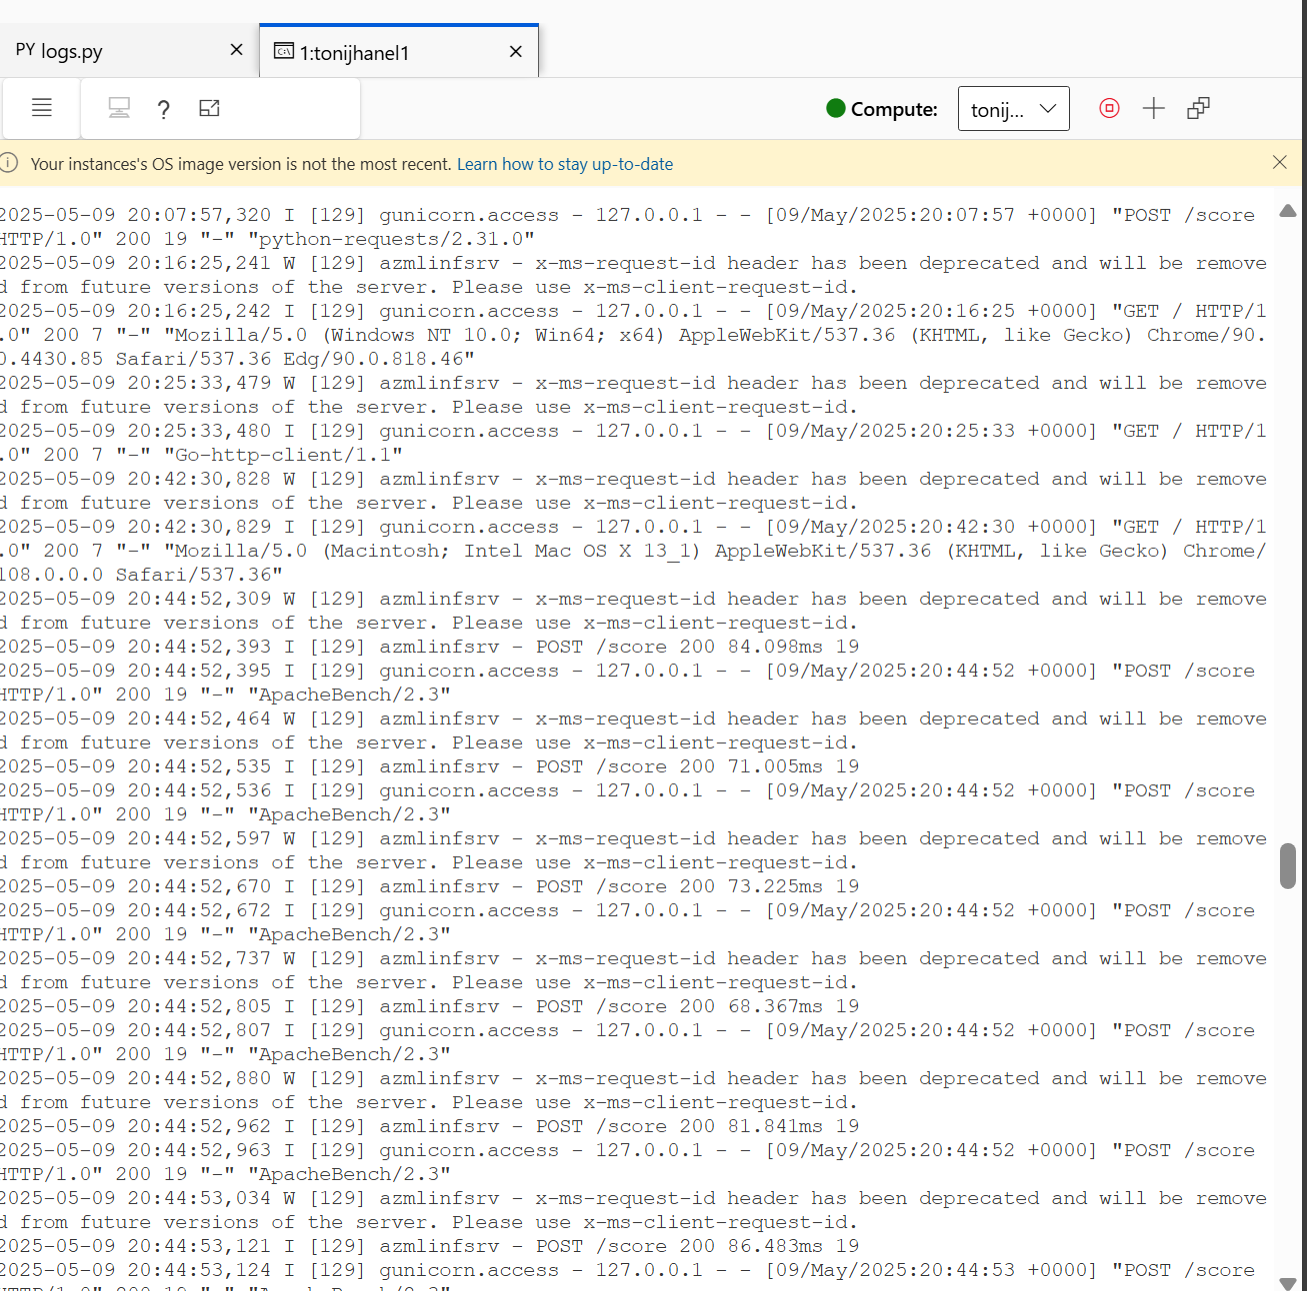 PY logs.py
1:tonijhanel1
?
Compute: tonij...
Your instances's OS image version is not the most recent. Learn how to stay up-to-date
2025-05-09 20:07:57,320 I [129] gunicorn.access - 127.0.0.1 - - [09/May/2025:20:07:57 +0000] "POST /score
HTTP/1.0" 200 19 "-" "python-requests/2.31.0"
2025-05-09 20:16:25,241 W [129] azmlinfsrv - x-ms-request-id header has been deprecated and will be remove
d from future versions of the server. Please use x-ms-client-request-id.
2025-05-09 20:16:25,242 I [129] gunicorn.access - 127.0.0.1 - - [09/May/2025:20:16:25 +0000] "GET / HTTP/1
.0" 200 7 "-" "Mozilla/5.0 (Windows NT 10.0; Win64; x64) AppleWebKit/537.36 (KHTML, like Gecko) Chrome/90.
0.4430.85 Safari/537.36 Edg/90.0.818.46"
2025-05-09 20:25:33,479 W [129] azmlinfsrv - x-ms-request-id header has been deprecated and will be remove
d from future versions of the server. Please use x-ms-client-request-id.
2025-05-09 20:25:33,480 I [129] gunicorn.access - 127.0.0.1 - - [09/May/2025:20:25:33 +0000] "GET / HTTP/1
.0" 200 7 "-" "Go-http-client/1.1"
2025-05-09 20:42:30,828 W [129] azmlinfsrv - x-ms-request-id header has been deprecated and will be remove
d from future versions of the server. Please use x-ms-client-request-id.
2025-05-09 20:42:30,829 I [129] gunicorn.access - 127.0.0.1 - - [09/May/2025:20:42:30 +0000] "GET / HTTP/1
.0" 200 7 "-" "Mozilla/5.0 (Macintosh; Intel Mac OS X 13_1) AppleWebKit/537.36 (KHTML, like Gecko) Chrome/
108.0.0.0 Safari/537.36"
2025-05-09 20:44:52,309 W [129] azmlinfsrv - x-ms-request-id header has been deprecated and will be remove
d from future versions of the server. Please use x-ms-client-request-id.
2025-05-09 20:44:52,393 I [129] azmlinfsrv - POST /score 200 84.098ms 19
2025-05-09 20:44:52,395 I [129] gunicorn.access - 127.0.0.1 - - [09/May/2025:20:44:52 +0000] "POST /score
HTTP/1.0" 200 19 "-" "ApacheBench/2.3"
2025-05-09 20:44:52,464 W [129] azmlinfsrv - x-ms-request-id header has been deprecated and will be remove
d from future versions of the server. Please use x-ms-client-request-id.
2025-05-09 20:44:52,535 I [129] azmlinfsrv - POST /score 200 71.005ms 19
2025-05-09 20:44:52,536 I [129] gunicorn.access - 127.0.0.1 - - [09/May/2025:20:44:52 +0000] "POST /score
HTTP/1.0" 200 19 "-" "ApacheBench/2.3"
2025-05-09 20:44:52,597 W [129] azmlinfsrv - x-ms-request-id header has been deprecated and will be remove
d from future versions of the server. Please use x-ms-client-request-id.
2025-05-09 20:44:52,670 I [129] azmlinfsrv - POST /score 200 73.225ms 19
2025-05-09 20:44:52,672 I [129] gunicorn.access - 127.0.0.1 - - [09/May/2025:20:44:52 +0000] "POST /score
HTTP/1.0" 200 19 "-" "ApacheBench/2.3"
2025-05-09 20:44:52,737 W [129] azmlinfsrv - x-ms-request-id header has been deprecated and will be remove
d from future versions of the server. Please use x-ms-client-request-id.
2025-05-09 20:44:52,805 I [129] azmlinfsrv - POST /score 200 68.367ms 19
2025-05-09 20:44:52,807 I [129] gunicorn.access - 127.0.0.1 - - [09/May/2025:20:44:52 +0000] "POST /score
HTTP/1.0" 200 19 "-" "ApacheBench/2.3"
2025-05-09 20:44:52,880 W [129] azmlinfsrv - x-ms-request-id header has been deprecated and will be remove
d from future versions of the server. Please use x-ms-client-request-id.
2025-05-09 20:44:52,962 I [129] azmlinfsrv - POST /score 200 81.841ms 19
2025-05-09 20:44:52,963 I [129] gunicorn.access - 127.0.0.1 - - [09/May/2025:20:44:52 +0000] "POST /score
HTTP/1.0" 200 19 "-" "ApacheBench/2.3"
2025-05-09 20:44:53,034 W [129] azmlinfsrv - x-ms-request-id header has been deprecated and will be remove
d from future versions of the server. Please use x-ms-client-request-id.
2025-05-09 20:44:53,121 I [129] azmlinfsrv - POST /score 200 86.483ms 19
2025-05-09 20:44:53,124 I [129] gunicorn.access - 127.0.0.1 - - [09/May/2025:20:44:53 +0000] "POST /score